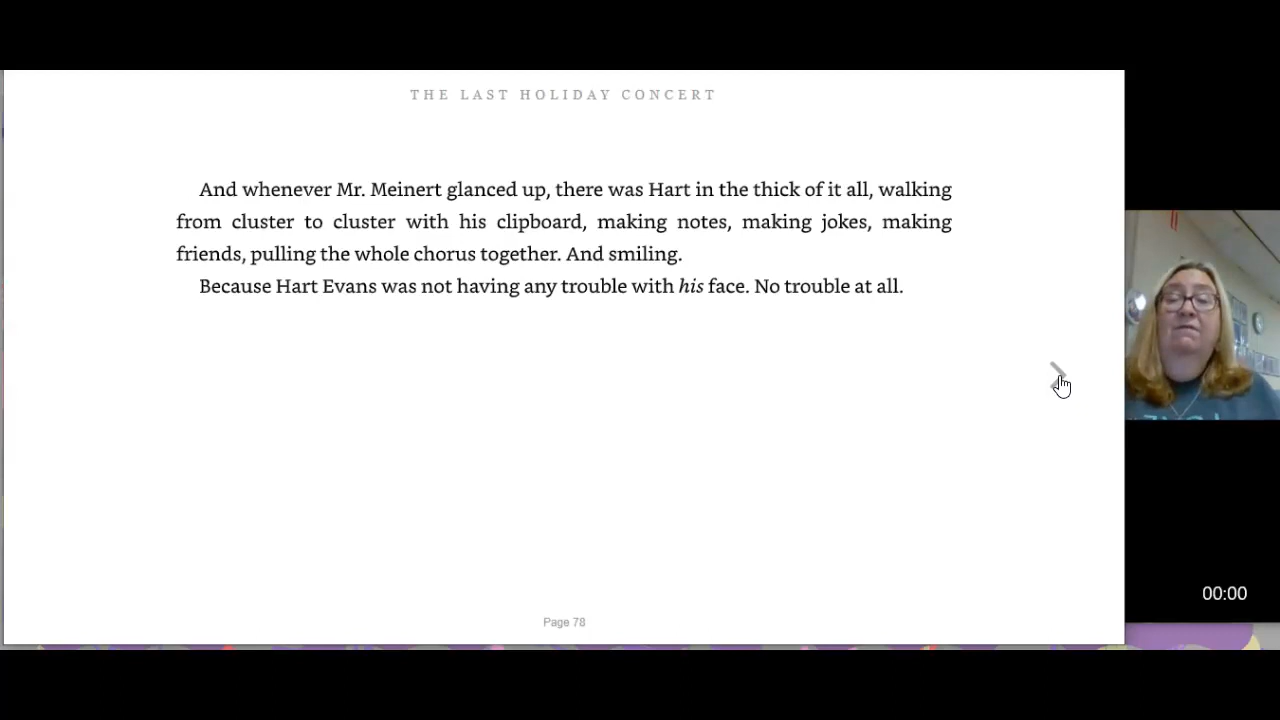 THE LAST HOLIDAY CONCERT
And whenever Mr. Meinert glanced up, there was Hart in the thick of it all, walking
from cluster to cluster with his clipboard, making notes, making jokes, making
friends, pulling the whole chorus together. And smiling.
Because Hart Evans was not having any trouble with his face. No trouble at all.
Page 78
00:00